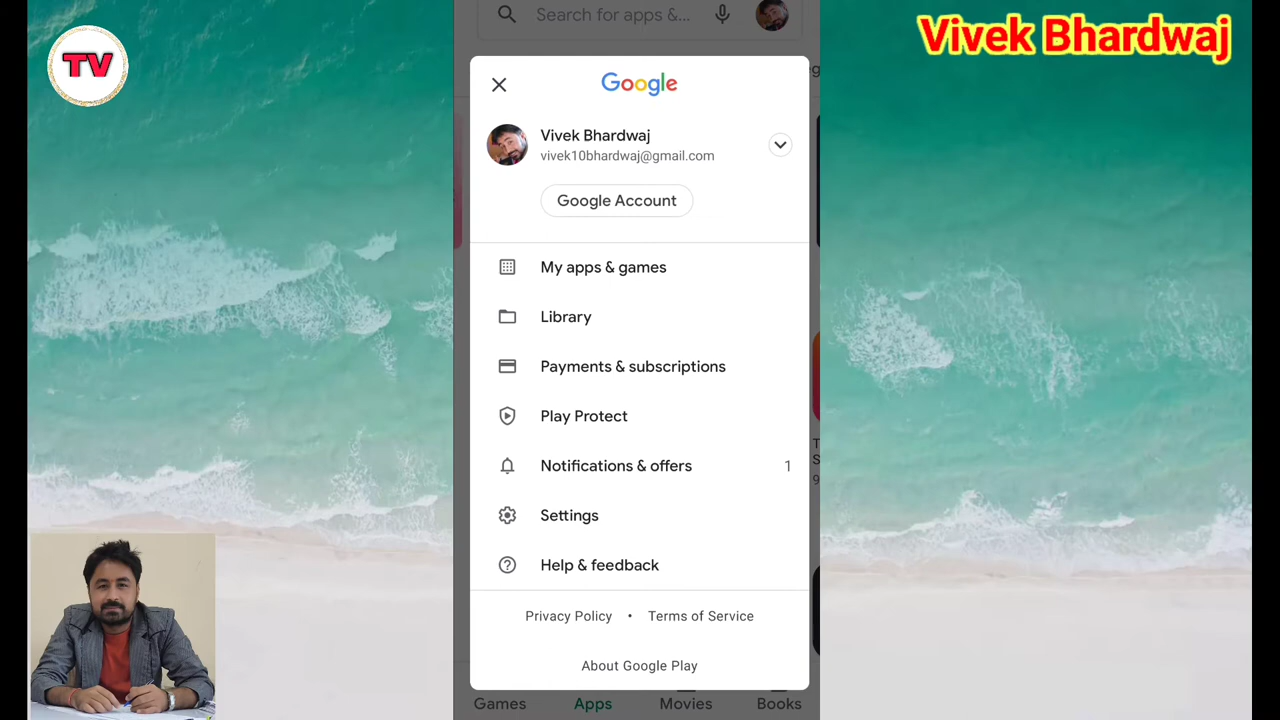 TV
Vivek Bhardwaj
Search for apps &...
Google
Vivek Bhardwaj
vivek10bhardwaj@gmail.com
Google Account
My apps & games
Library
Payments & subscriptions
Play Protect
Notifications & offers 1
Settings
Help & feedback
Privacy Policy • Terms of Service
About Google Play
Games Apps Movies Books